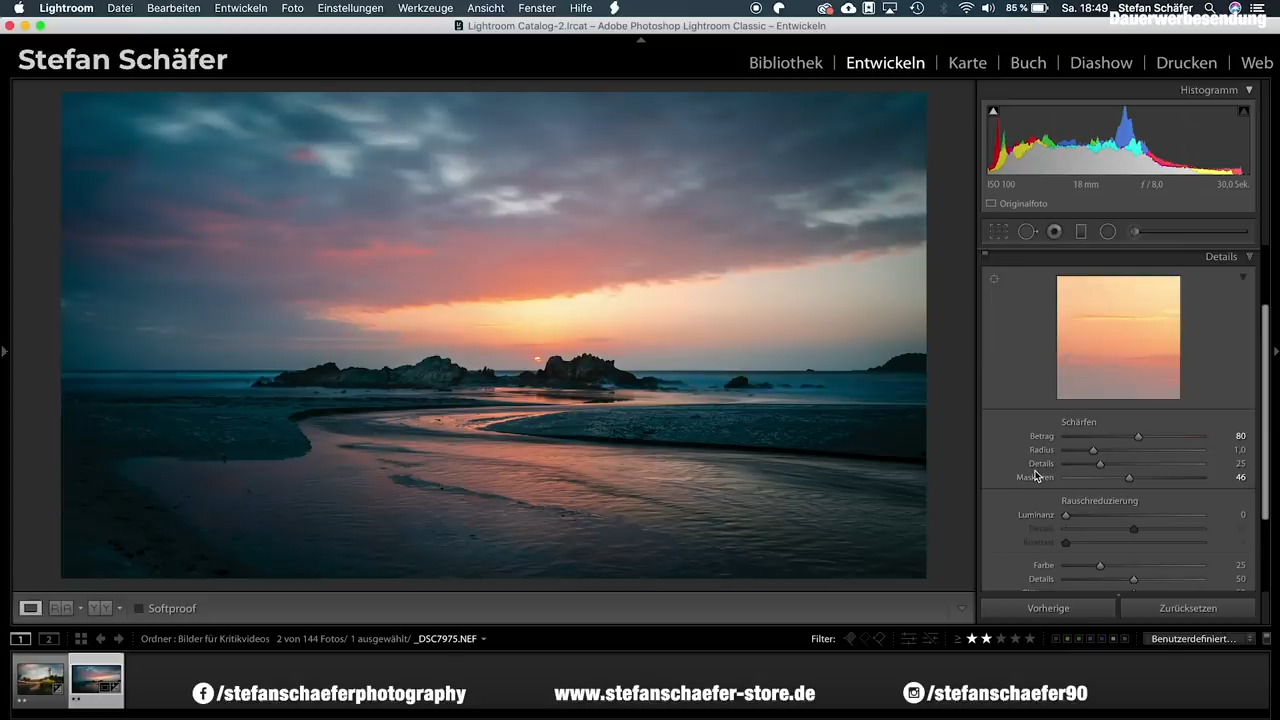 Lightroom Datei Bearbeiten Entwickeln Foto Einstellungen Werkzeuge Ansicht Fenster Hilfe 85 % Sa. 18:49 Stefan Schäfer
Dauerwerbesendung
Lightroom Catalog-2.lrcat – Adobe Photoshop Lightroom Classic – Entwickeln
Stefan Schäfer
Bibliothek | Entwickeln | Karte | Buch | Diashow | Drucken | Web
Histogramm
ISO 100 18 mm ƒ / 8,0 30,0 Sek.
Originalfoto
Details
Schärfen
Betrag 80
Radius 1,0
Details 25
Maskieren 46
Rauschreduzierung
Luminanz 0
Details
Kontrast
Farbe 25
Details 50
Vorherige Zurücksetzen
R A Y Y Softproof
1 2 Ordner : Bilder für Kritikvideos 2 von 144 Fotos/ 1 ausgewählt/ _DSC7975.NEF Filter: ≥ ★★★★★ Benutzerdefiniert...
/stefanschaeferphotography www.stefanschaefer-store.de /stefanschaefer90